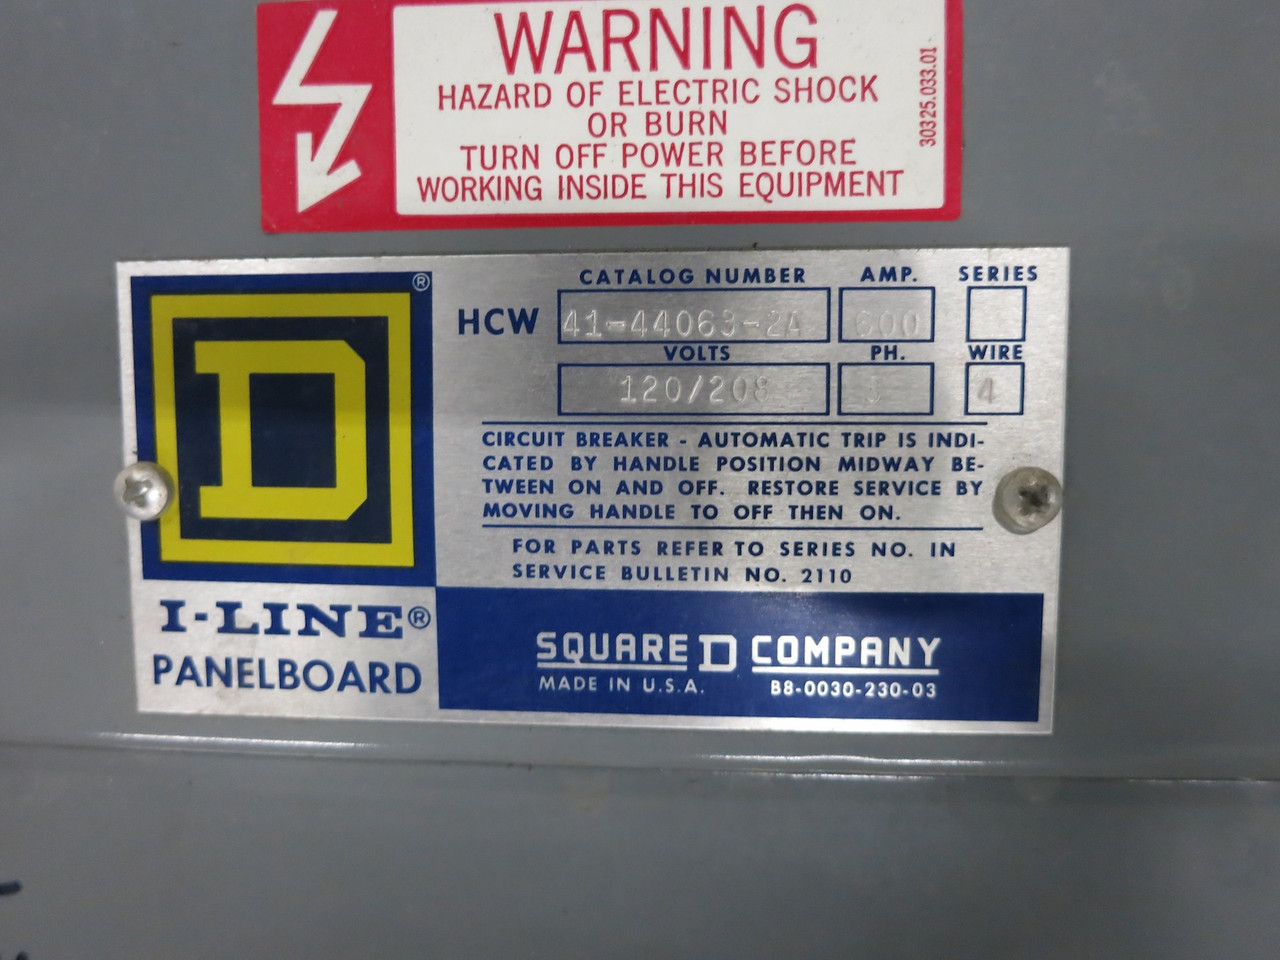 WARNING
HAZARD OF ELECTRIC SHOCK
OR BURN
TURN OFF POWER BEFORE
WORKING INSIDE THIS EQUIPMENT
30325.033.01
D ®
CATALOG NUMBER AMP. SERIES
HCW 41-44063-2A 600
VOLTS PH. WIRE
120/208 3 4
CIRCUIT BREAKER - AUTOMATIC TRIP IS INDI-
CATED BY HANDLE POSITION MIDWAY BE-
TWEEN ON AND OFF. RESTORE SERVICE BY
MOVING HANDLE TO OFF THEN ON.
FOR PARTS REFER TO SERIES NO. IN
SERVICE BULLETIN NO. 2110
I-LINE®
PANELBOARD
SQUARE D COMPANY
MADE IN U.S.A. B8-0030-230-03